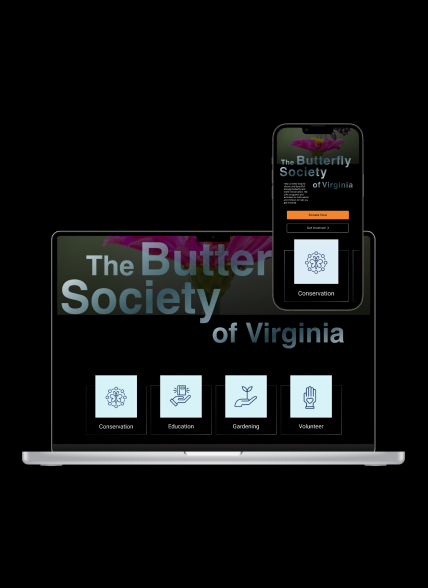 The Butterfly
Society
of Virginia
Donate Now
Get Involved
Conservation
The Butter
Society
of Virginia
Conservation
Education
Gardening
Volunteer